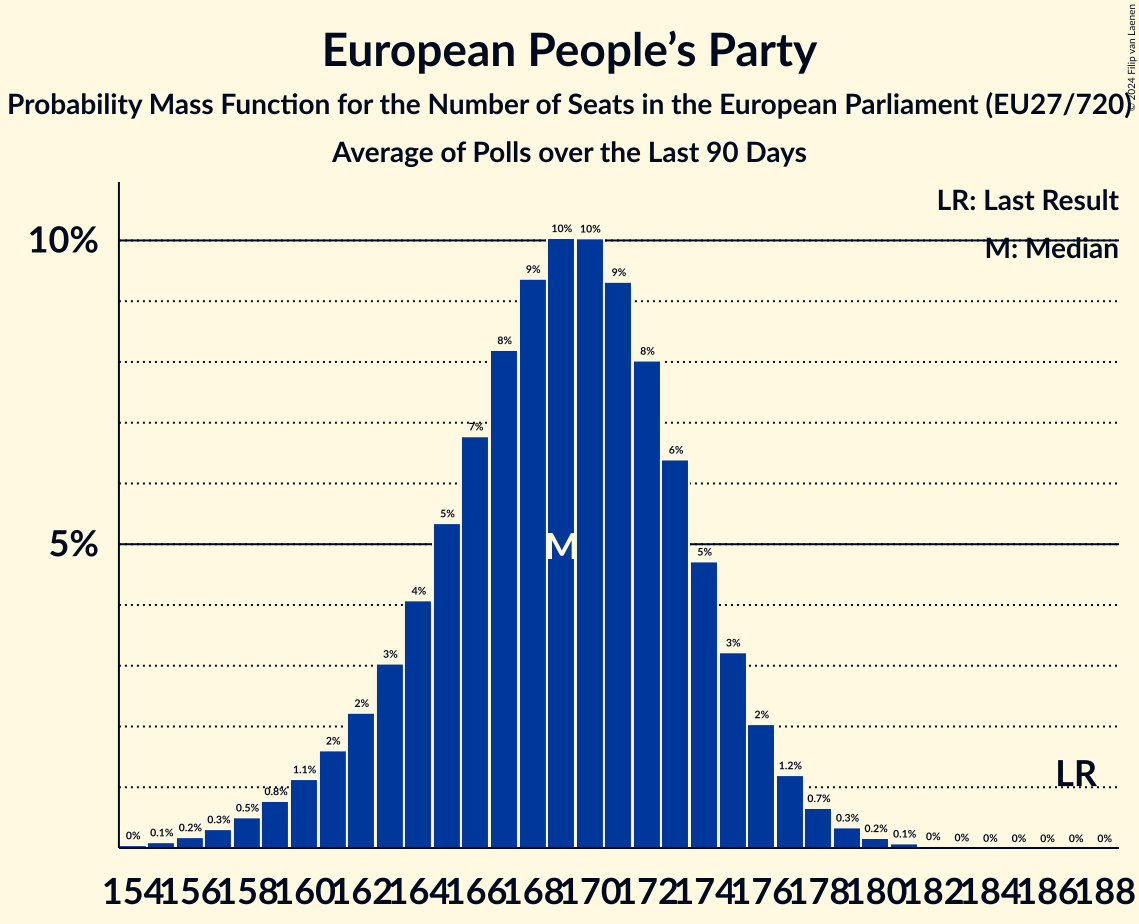 European People’s Party
Probability Mass Function for the Number of Seats in the European Parliament (EU27/720)
Average of Polls over the Last 90 Days
© 2024 Filip van Laenen
LR: Last Result
M: Median
10%
5%
0% 0.1% 0.2% 0.3% 0.5% 0.8% 1.1% 2% 2% 3% 4% 5% 7% 8% 9% 10% 10% 9% 8% 6% 5% 3% 2% 1.2% 0.7% 0.3% 0.2% 0.1% 0% 0% 0% 0% 0% 0% 0%
M
LR
154 156 158 160 162 164 166 168 170 172 174 176 178 180 182 184 186 188